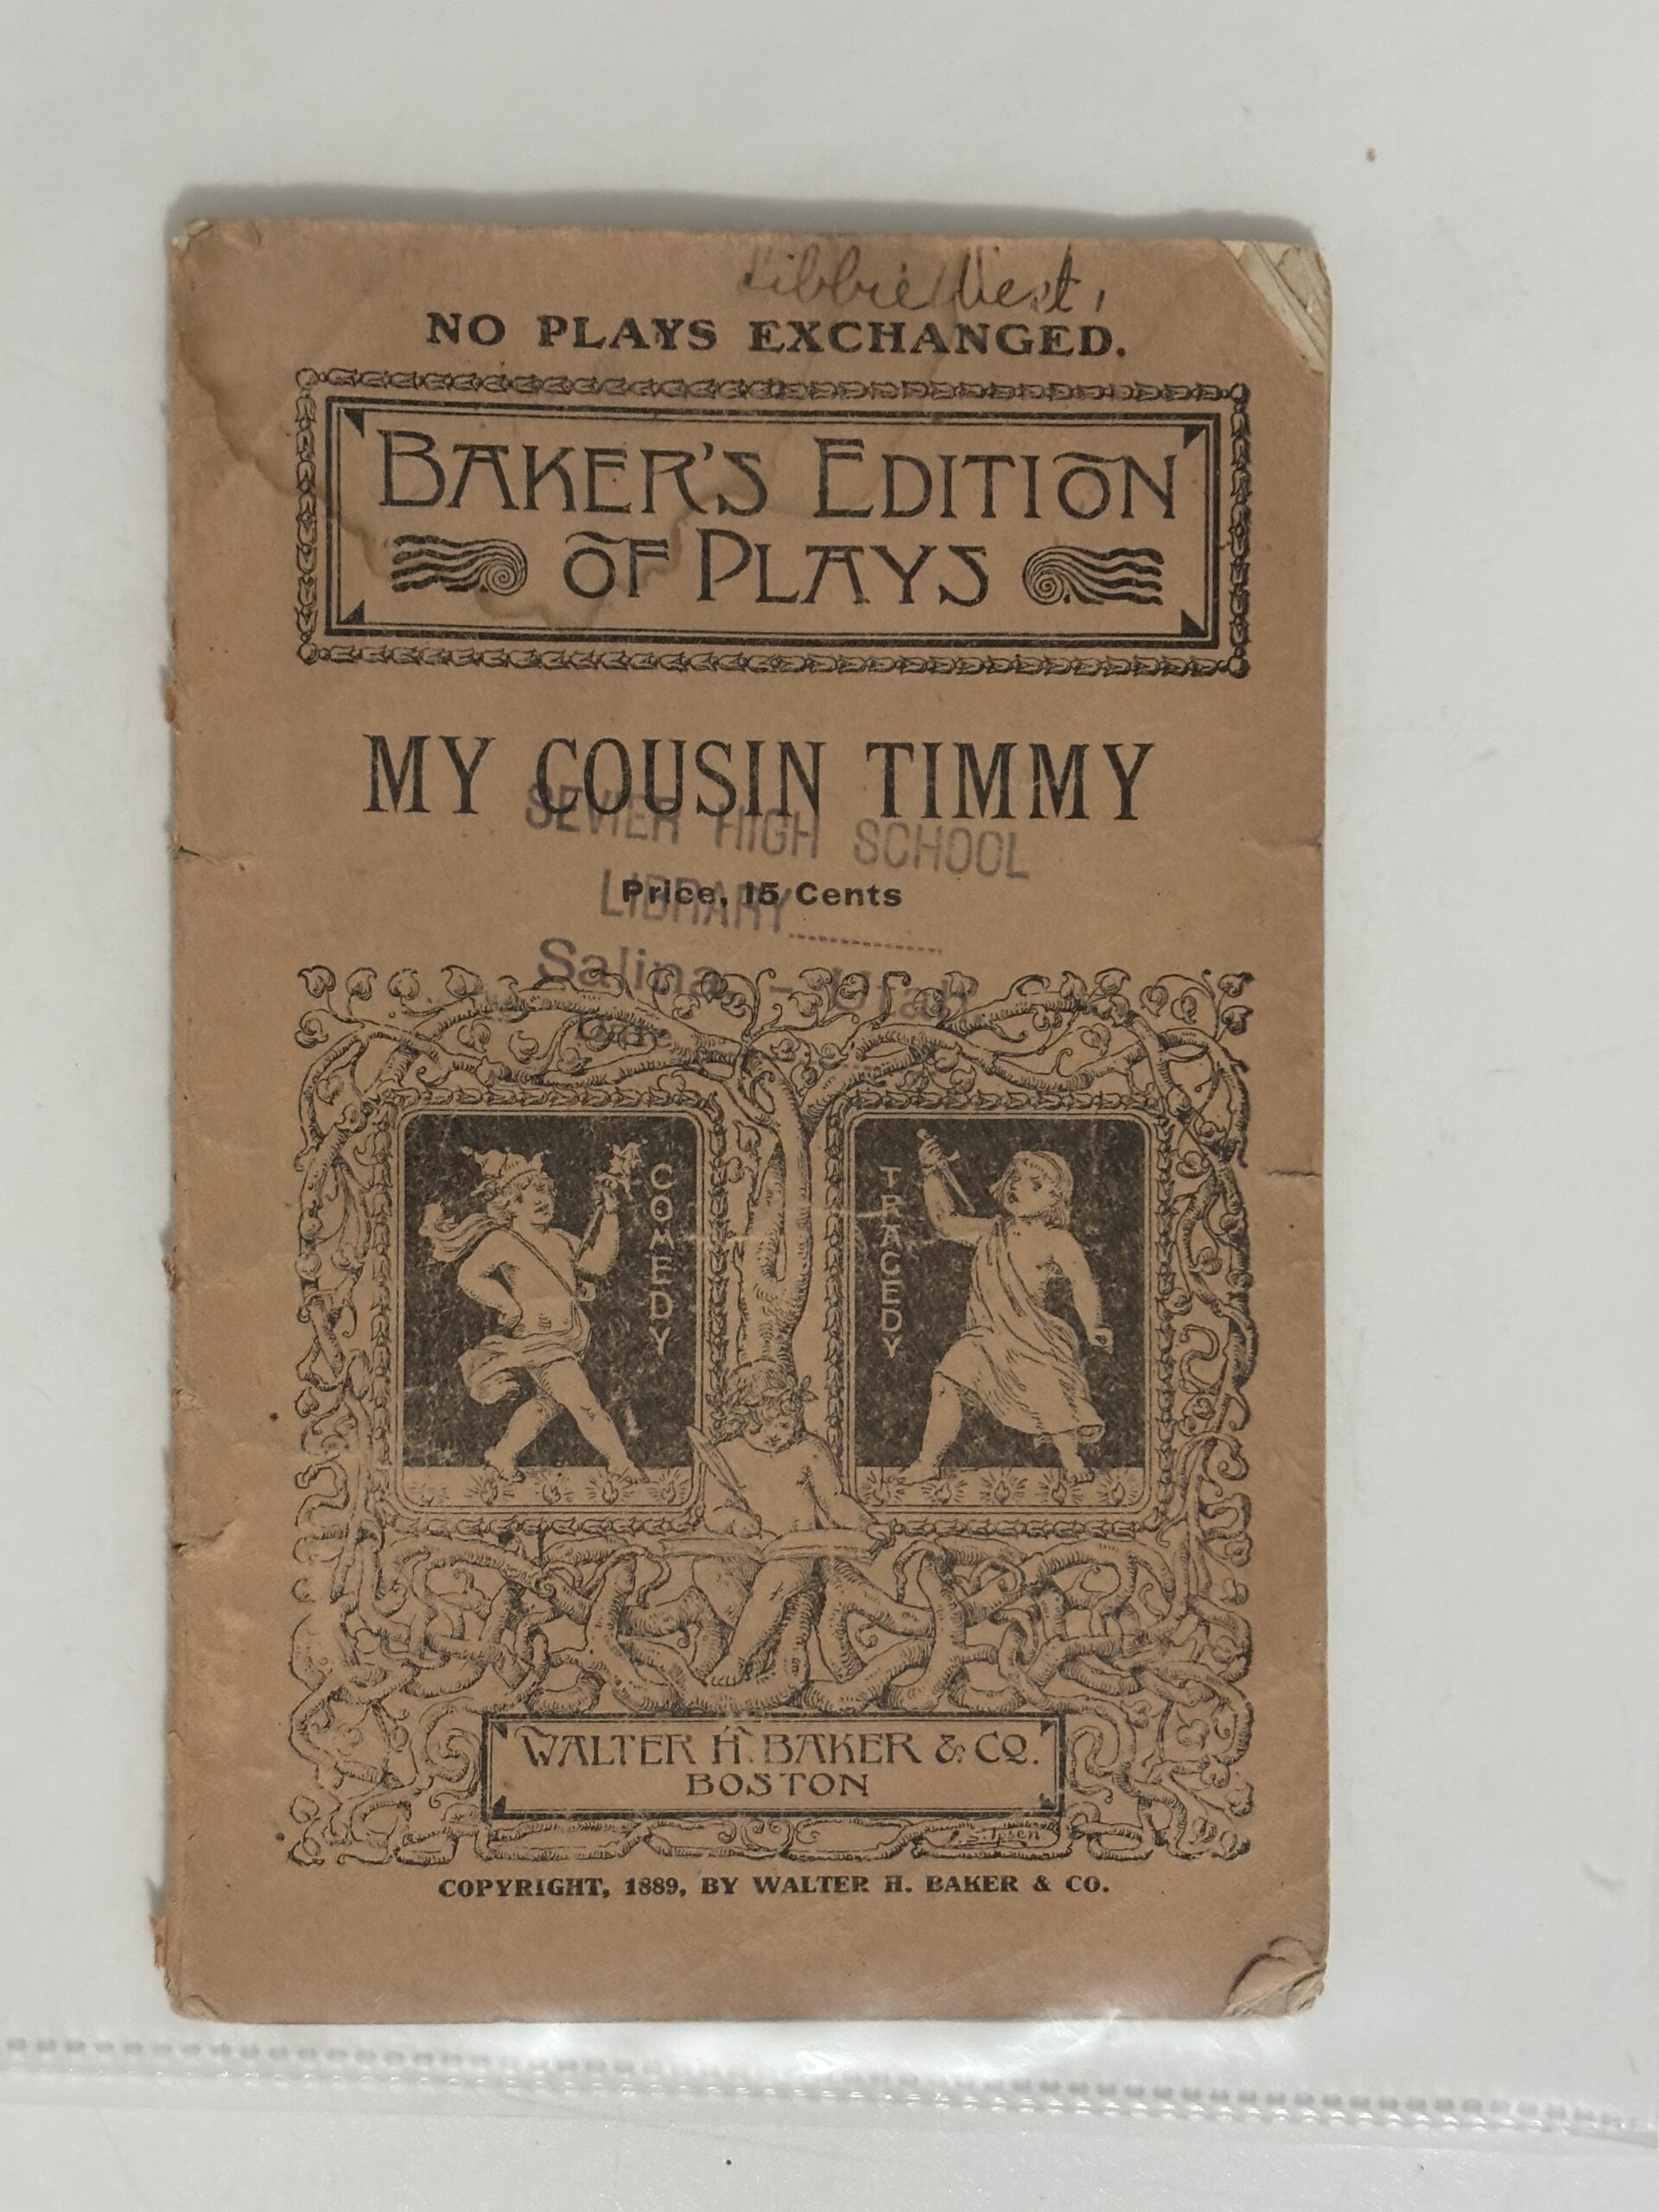 Libbie West,
NO PLAYS EXCHANGED.
BAKER'S EDITION
OF PLAYS
MY COUSIN TIMMY
SEVIER HIGH SCHOOL
Price, 15 Cents
LIBRARY
Salina - Utah
COMEDY
TRAGEDY
WALTER H. BAKER & CO.
BOSTON
COPYRIGHT, 1889, BY WALTER H. BAKER & CO.